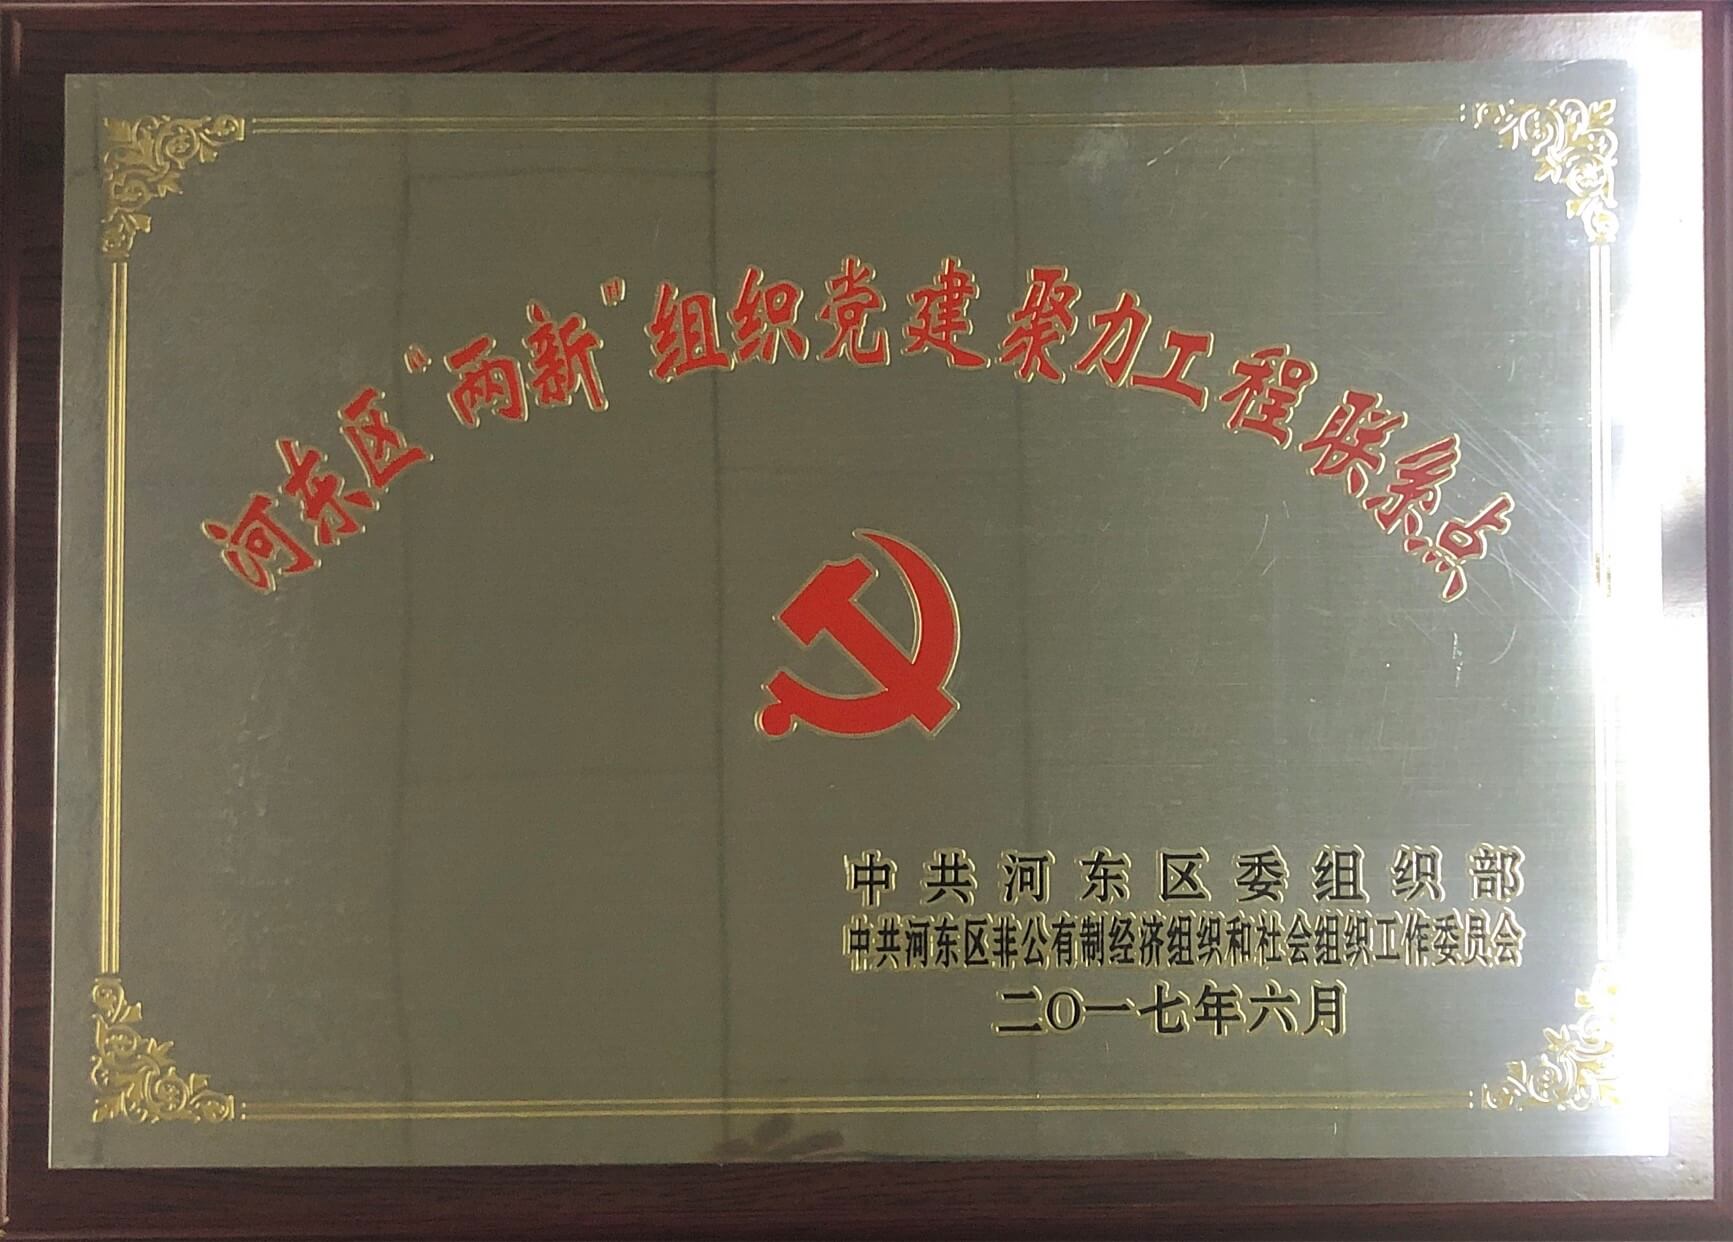 河东区“两新”组织党建聚力工程联系点
中共河东区委组织部
中共河东区非公有制经济组织和社会组织工作委员会
二〇一七年六月